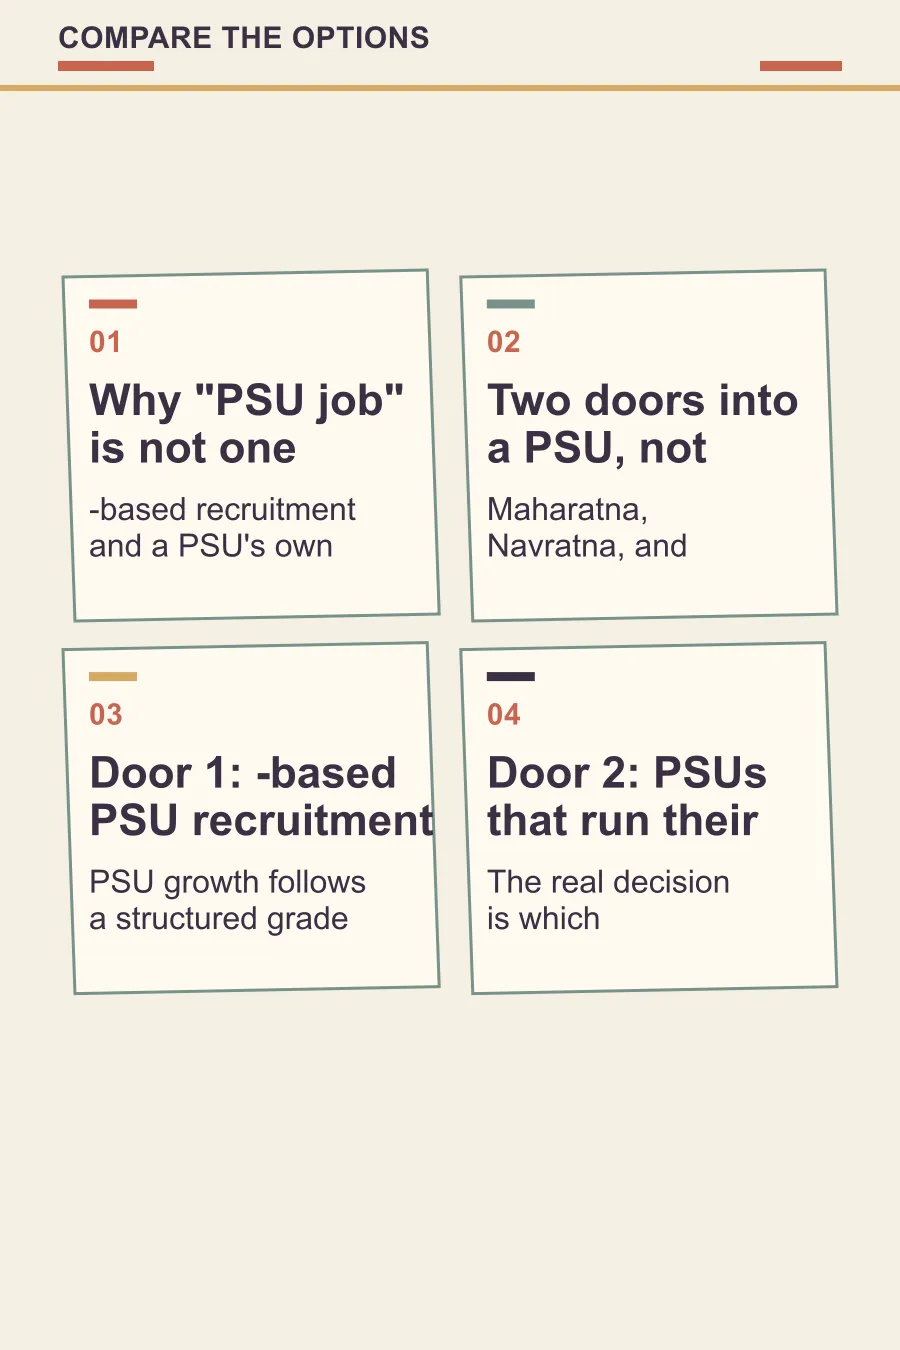 COMPARE THE OPTIONS
01
Why "PSU job"
is not one
-based recruitment
and a PSU's own
02
Two doors into
a PSU, not
Maharatna,
Navratna, and
03
Door 1: -based
PSU recruitment
PSU growth follows
a structured grade
04
Door 2: PSUs
that run their
The real decision
is which